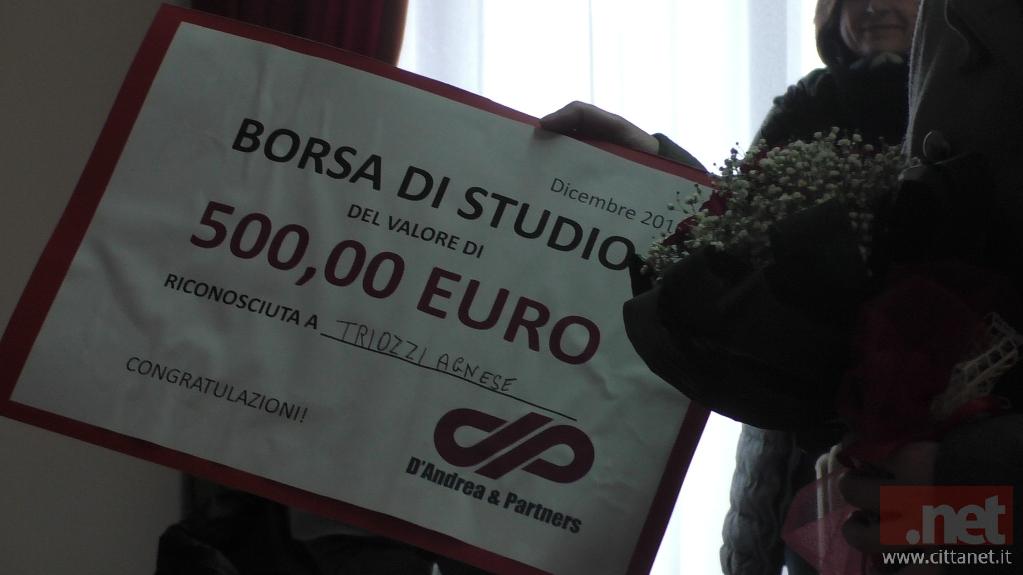 Dicembre 201
BORSA DI STUDIO
DEL VALORE DI
500,00 EURO
RICONOSCIUTA A TRIOZZI AGNESE
CONGRATULAZIONI!
D'Andrea & Partners
.net
www.cittanet.it